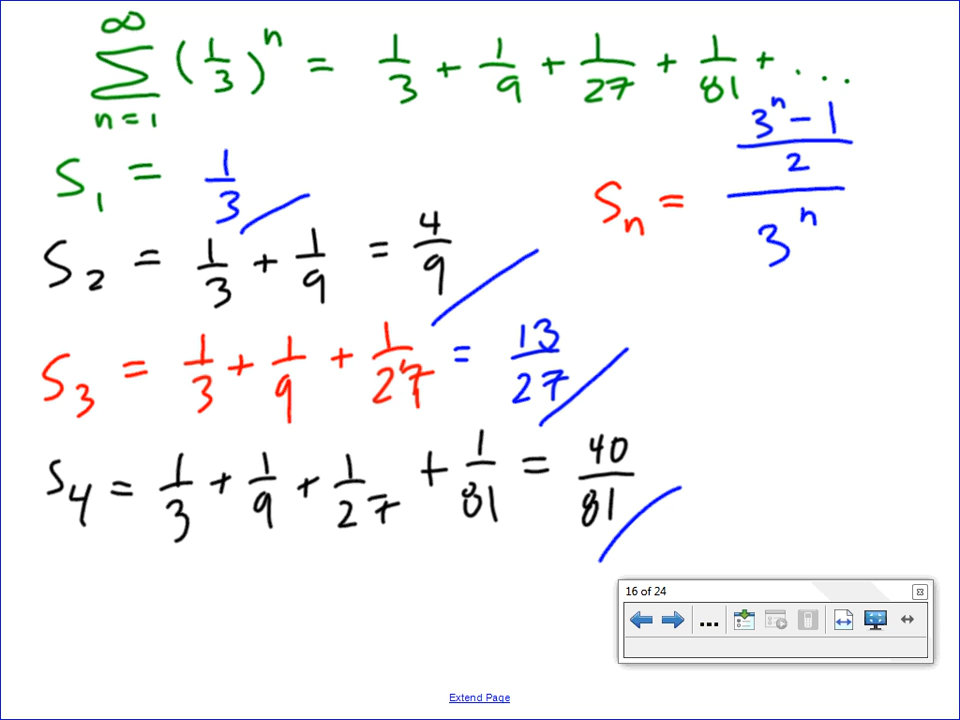 ∞
∑ (1/3)^n = 1/3 + 1/9 + 1/27 + 1/81 + ...
n = 1
S_1 = 1/3
S_n = ((3^n - 1)/2)/3^n
S_2 = 1/3 + 1/9 = 4/9
S_3 = 1/3 + 1/9 + 1/27 = 13/27
S_4 = 1/3 + 1/9 + 1/27 + 1/81 = 40/81
16 of 24
...
Extend Page